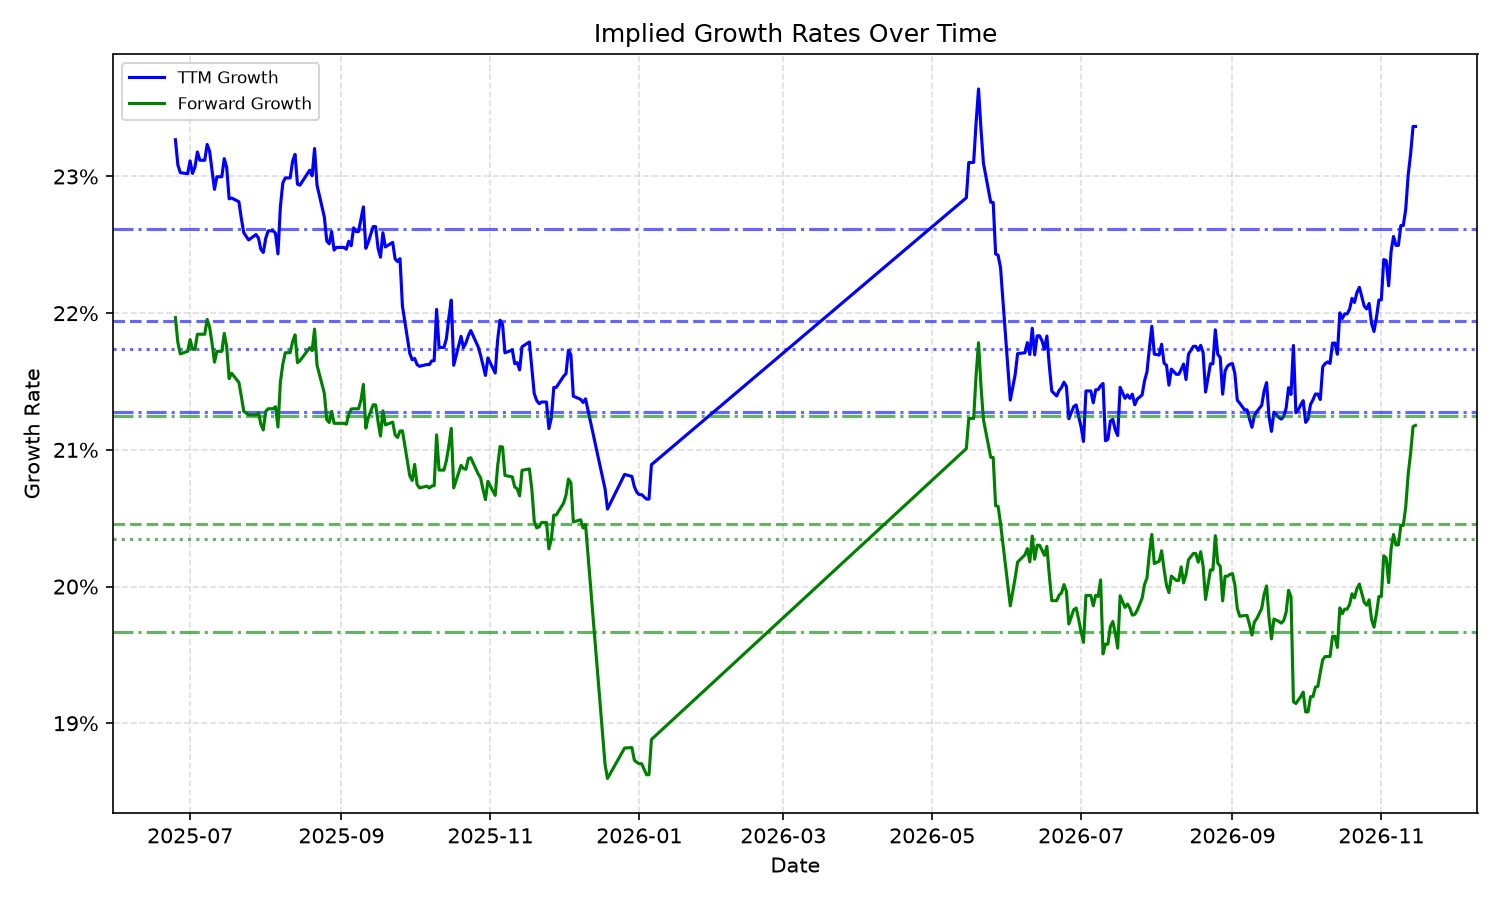 Implied Growth Rates Over Time
TTM Growth
Forward Growth
23%
22%
21%
20%
19%
Growth Rate
2025-07
2025-09
2025-11
2026-01
2026-03
2026-05
2026-07
2026-09
2026-11
Date